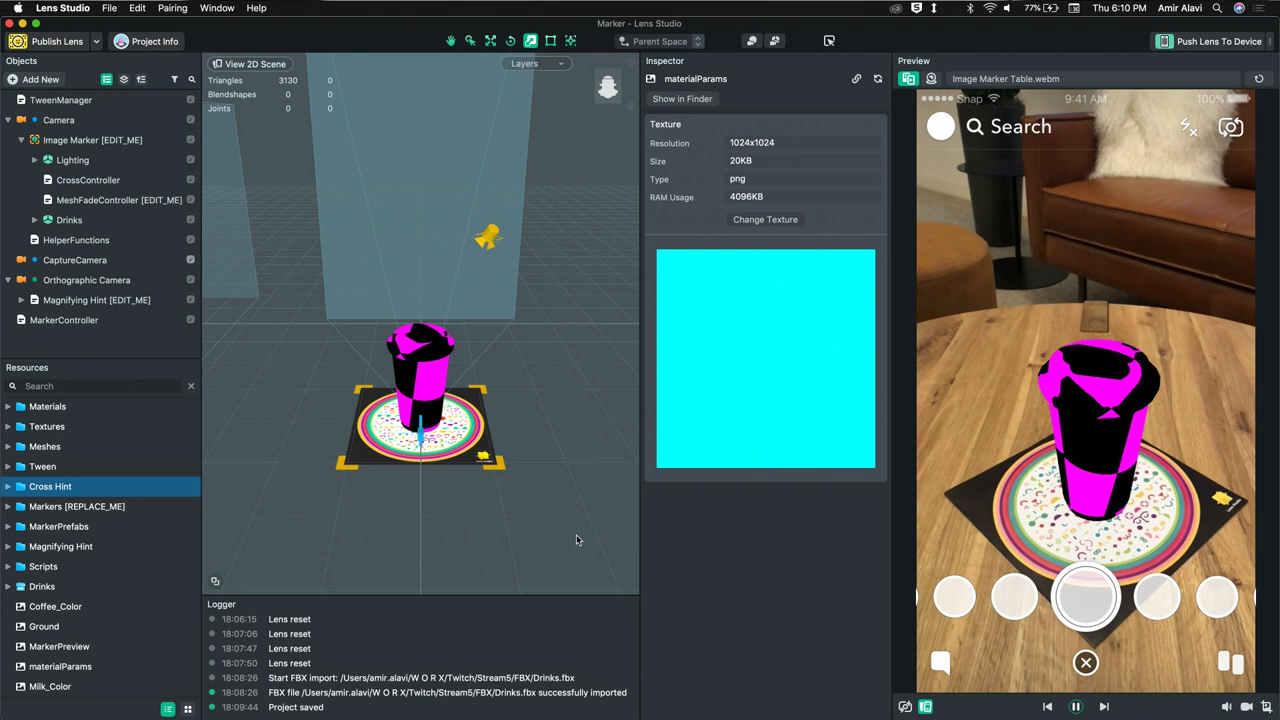 Lens Studio File Edit Pairing Window Help 77% Thu 6:10 PM Amir Alavi
Marker - Lens Studio
Publish Lens Project Info Parent Space Push Lens To Device
Objects
Add New
TweenManager
Camera
Image Marker [EDIT_ME]
Lighting
CrossController
MeshFadeController [EDIT_ME]
Drinks
HelperFunctions
CaptureCamera
Orthographic Camera
Magnifying Hint [EDIT_ME]
MarkerController
Resources
Search
Materials
Textures
Meshes
Tween
Cross Hint
Markers [REPLACE_ME]
MarkerPrefabs
Magnifying Hint
Scripts
Drinks
Coffee_Color
Ground
MarkerPreview
materialParams
Milk_Color
View 2D Scene
Layers
Triangles 3130 0
Blendshapes 0 0
Joints 0 0
Logger
18:06:15 Lens reset
18:07:06 Lens reset
18:07:47 Lens reset
18:07:50 Lens reset
18:08:26 Start FBX import: /Users/amir.alavi/W O R X/Twitch/Stream5/FBX/Drinks.fbx
18:08:26 FBX file /Users/amir.alavi/W O R X/Twitch/Stream5/FBX/Drinks.fbx successfully imported
18:09:44 Project saved
Inspector
materialParams
Show in Finder
Texture
Resolution 1024x1024
Size 20KB
Type png
RAM Usage 4096KB
Change Texture
Preview
Image Marker Table.webm
Snap 9:41 AM 100%
Search